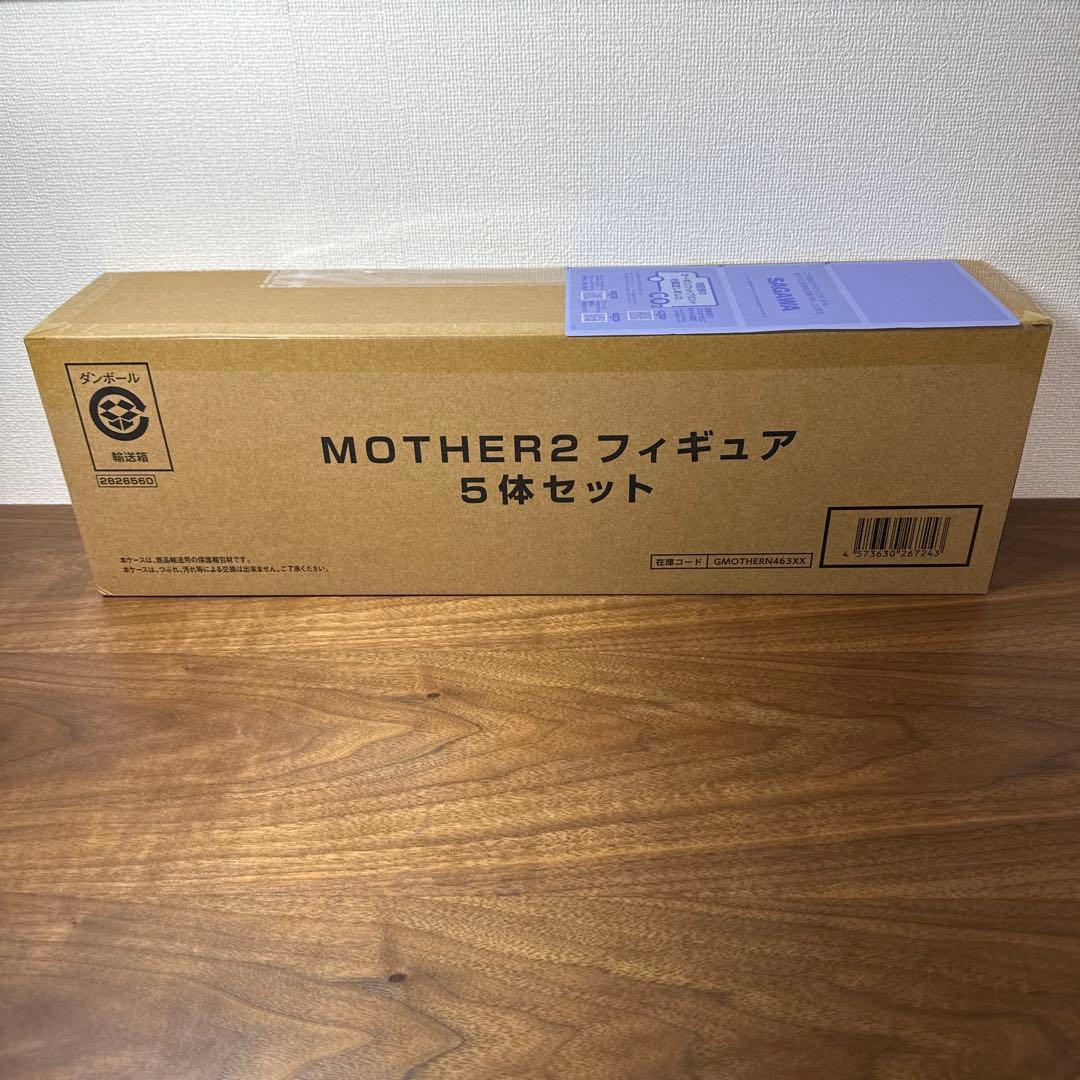 SAGAWA
CO2
ダンボール
輸送箱
2826560
MOTHER2 フィギュア
5体セット
本ケースは、商品輸送用の保護梱包材です。
本ケースは、つぶれ、汚れ等による交換は出来ません。ご了承ください。
在庫コード GMOTHERN463XX
4 573630 267243